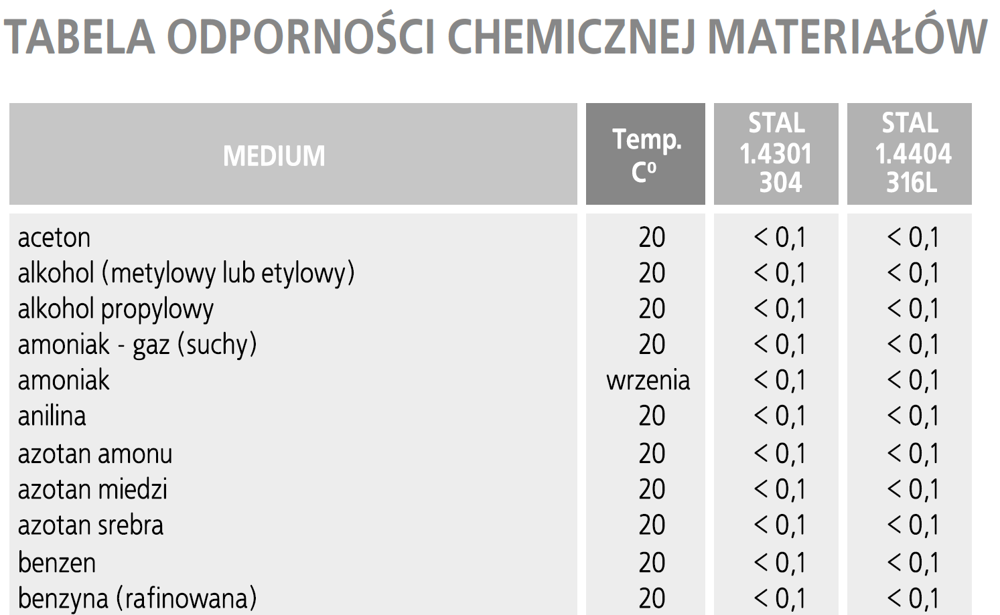 TABELA ODPORNOŚCI CHEMICZNEJ MATERIAŁÓW
MEDIUM Temp. C⁰ STAL 1.4301 304 STAL 1.4404 316L
aceton 20 < 0,1 < 0,1
alkohol (metylowy lub etylowy) 20 < 0,1 < 0,1
alkohol propylowy 20 < 0,1 < 0,1
amoniak - gaz (suchy) 20 < 0,1 < 0,1
amoniak wrzenia < 0,1 < 0,1
anilina 20 < 0,1 < 0,1
azotan amonu 20 < 0,1 < 0,1
azotan miedzi 20 < 0,1 < 0,1
azotan srebra 20 < 0,1 < 0,1
benzen 20 < 0,1 < 0,1
benzyna (rafinowana) 20 < 0,1 < 0,1